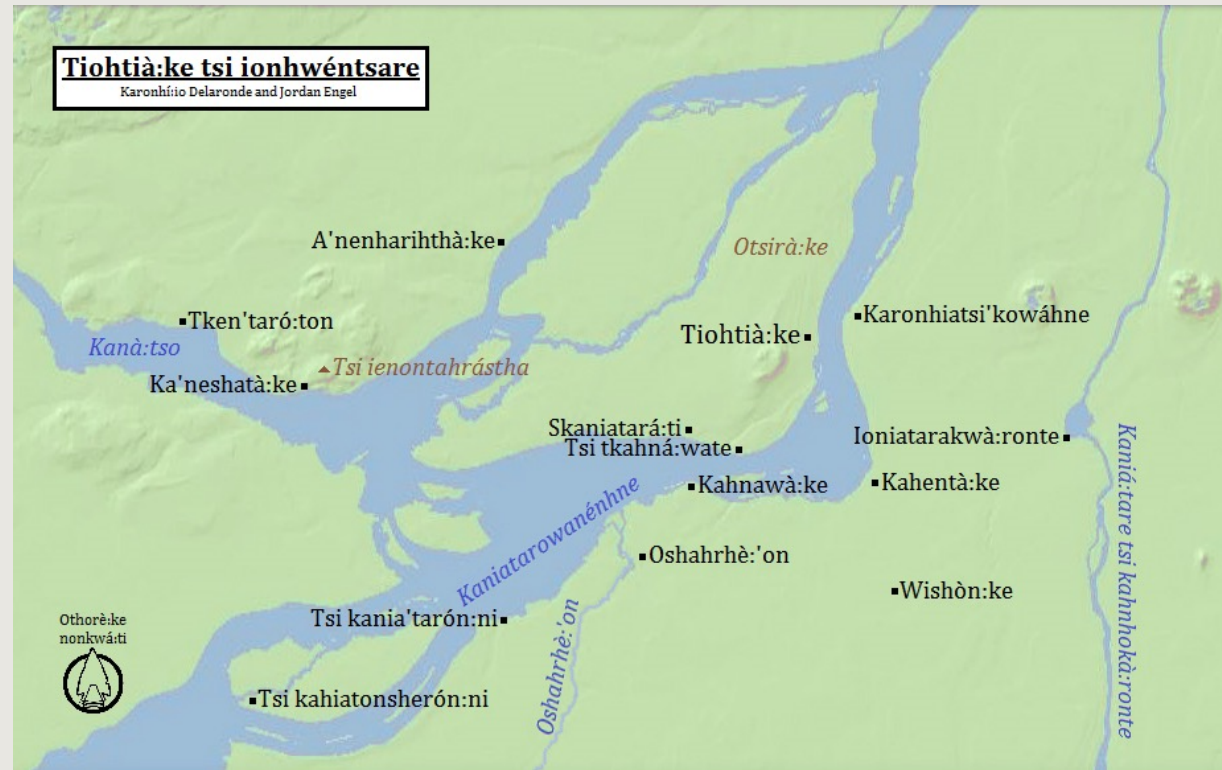 Tiohtià:ke tsi ionhwéntsare
Karonhí:io Delaronde and Jordan Engel
A'nenharihthà:ke
Otsirà:ke
Tken'taró:ton
Karonhiatsi'kowáhne
Tiohtià:ke
Kanà:tso
Tsi ienontahrástha
Ka'neshatà:ke
Skaniatará:ti
Ioniatarakwà:ronte
Tsi tkahná:wate
Kahnawà:ke
Kahentà:ke
Kaniá:tare tsi kahnhokà:ronte
Kaniatarowanénhne
Oshahrhè:'on
Wishòn:ke
Tsi kania'tarón:ni
Othorè:ke
nonkwá:ti
Oshahrhè:'on
Tsi kahiatonsherón:ni